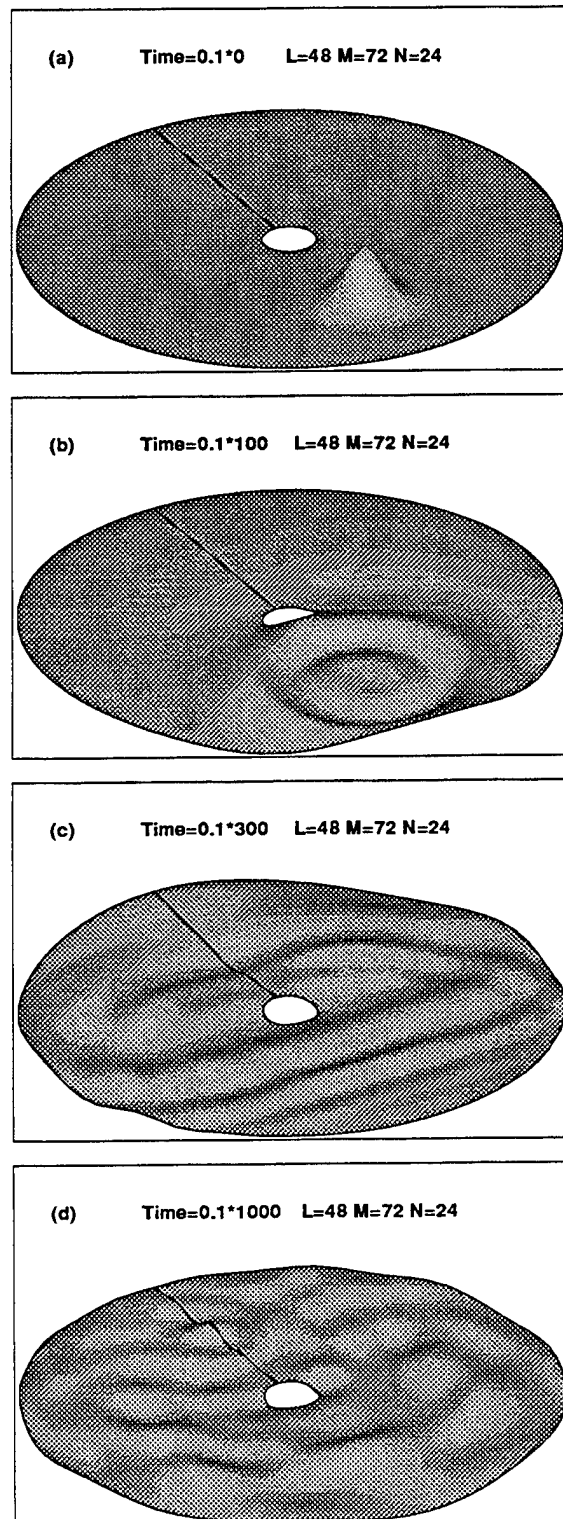 (a) Time=0.1*0 L=48 M=72 N=24
(b) Time=0.1*100 L=48 M=72 N=24
(c) Time=0.1*300 L=48 M=72 N=24
(d) Time=0.1*1000 L=48 M=72 N=24